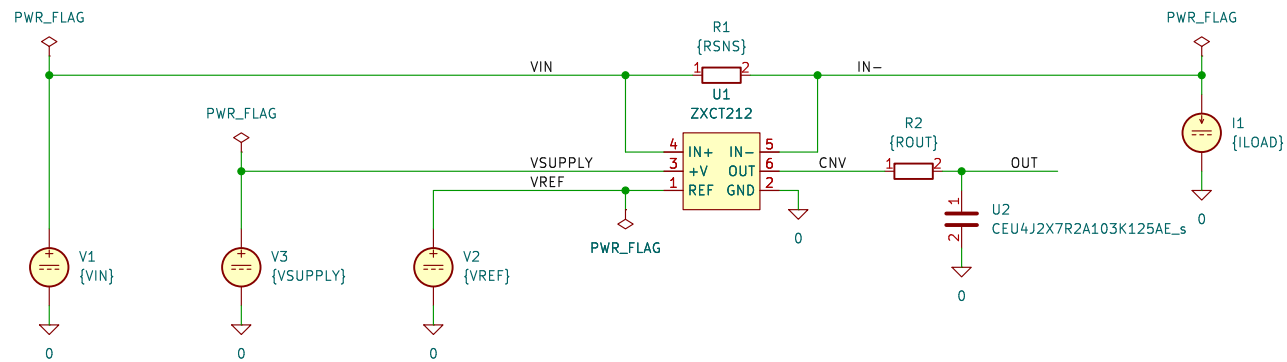 PWR_FLAG
PWR_FLAG
R1
{RSNS}
1
2
VIN
IN-
U1
ZXCT212
PWR_FLAG
I1
{ILOAD}
R2
{ROUT}
4 IN+ IN- 5
VSUPPLY
3 +V OUT 6
CNV
1
2
OUT
VREF
1 REF GND 2
0
0
PWR_FLAG
1
2
U2
CEU4J2X7R2A103K125AE_s
0
V1
{VIN}
V3
{VSUPPLY}
V2
{VREF}
0
0
0